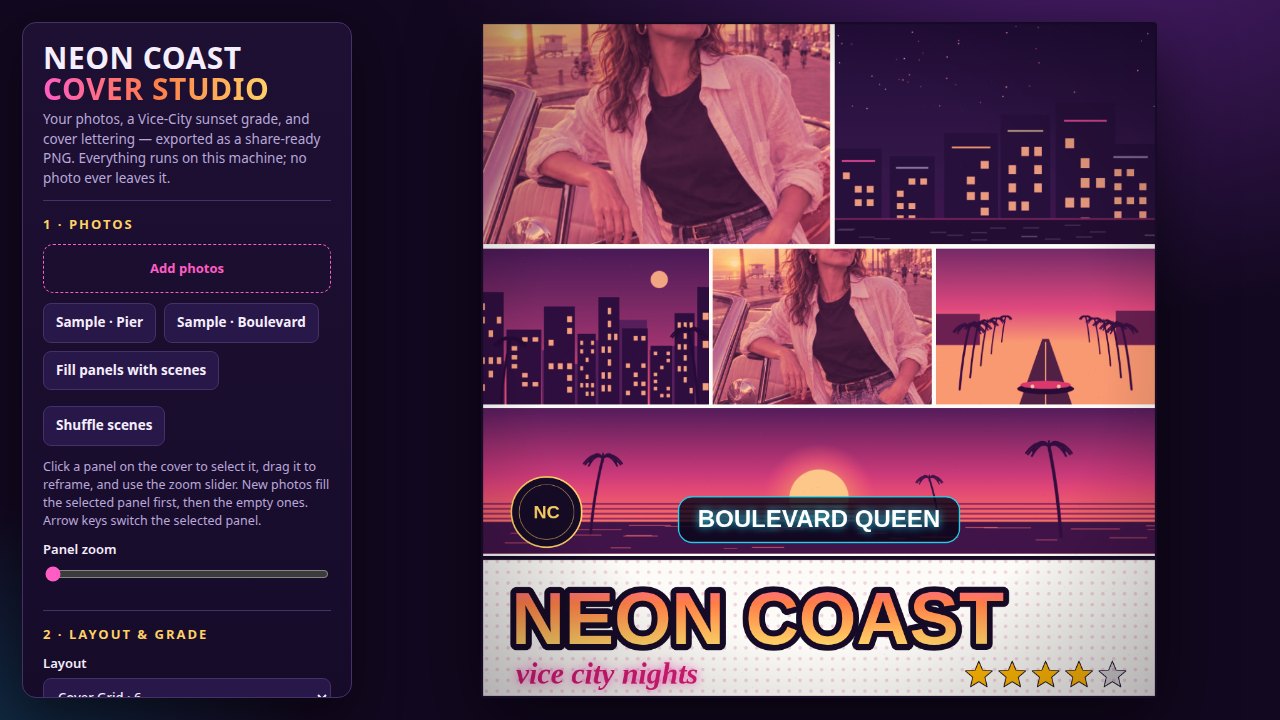 NEON COAST
COVER STUDIO
Your photos, a Vice-City sunset grade, and
cover lettering — exported as a share-ready
PNG. Everything runs on this machine; no
photo ever leaves it.
1 · PHOTOS
Add photos
Sample · Pier
Sample · Boulevard
Fill panels with scenes
Shuffle scenes
Click a panel on the cover to select it, drag it to
reframe, and use the zoom slider. New photos fill
the selected panel first, then the empty ones.
Arrow keys switch the selected panel.
Panel zoom
2 · LAYOUT & GRADE
Layout
Cover Grid · 6
NC
BOULEVARD QUEEN
NEON COAST
vice city nights